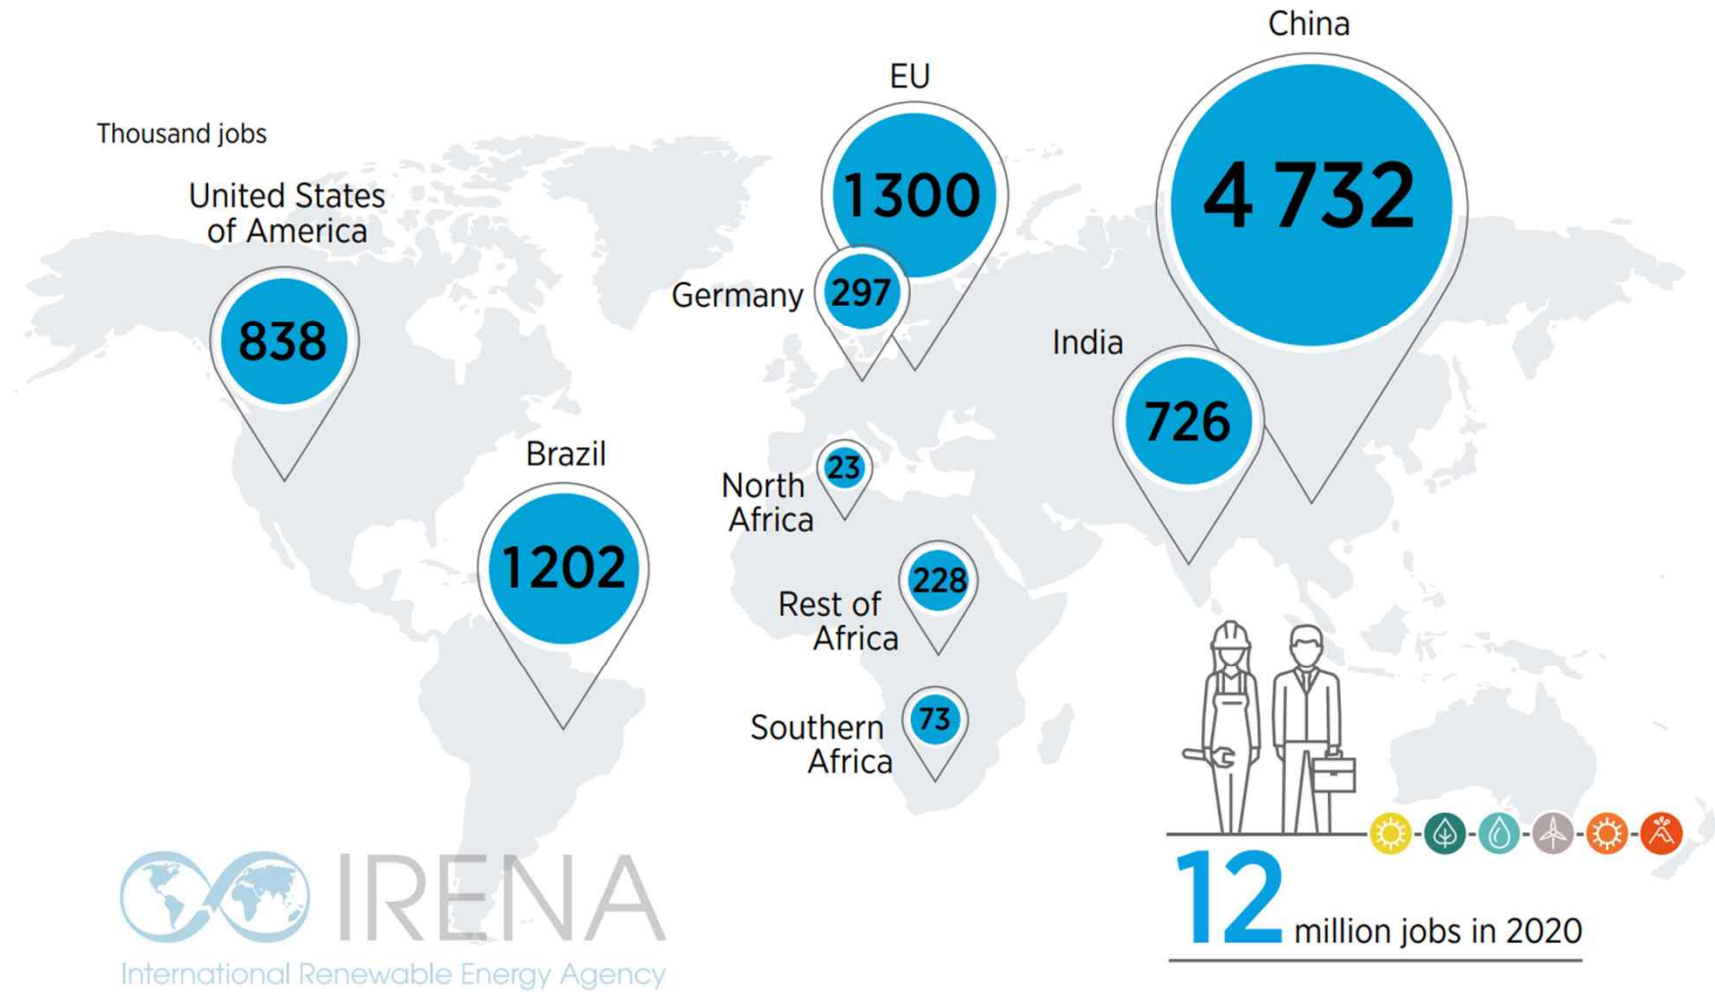 China
EU
Thousand jobs
4 732
1300
United States
of America
Germany
297
838
India
726
Brazil
23
North
Africa
1202
228
Rest of
Africa
73
Southern
Africa
IRENA
International Renewable Energy Agency
12 million jobs in 2020